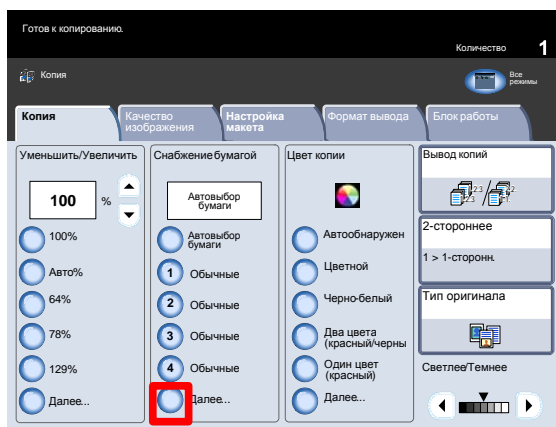 Готов к копированию.
Количество 1
Копия
Все
режимы
Копия
Качество
изображения
Настройка
макета
Формат вывода
Блок работы
Уменьшить/Увеличить
100 %
100%
Авто%
64%
78%
129%
Далее...
Снабжение бумагой
Автовыбор
бумаги
Автовыбор
бумаги
1 Обычные
2 Обычные
3 Обычные
4 Обычные
Далее...
Цвет копии
Автообнаружен
Цветной
Черно-белый
Два цвета
(красный/черны
Один цвет
(красный)
Далее...
Вывод копий
2-стороннее
1 > 1-сторонн.
Тип оригинала
Светлее/Темнее